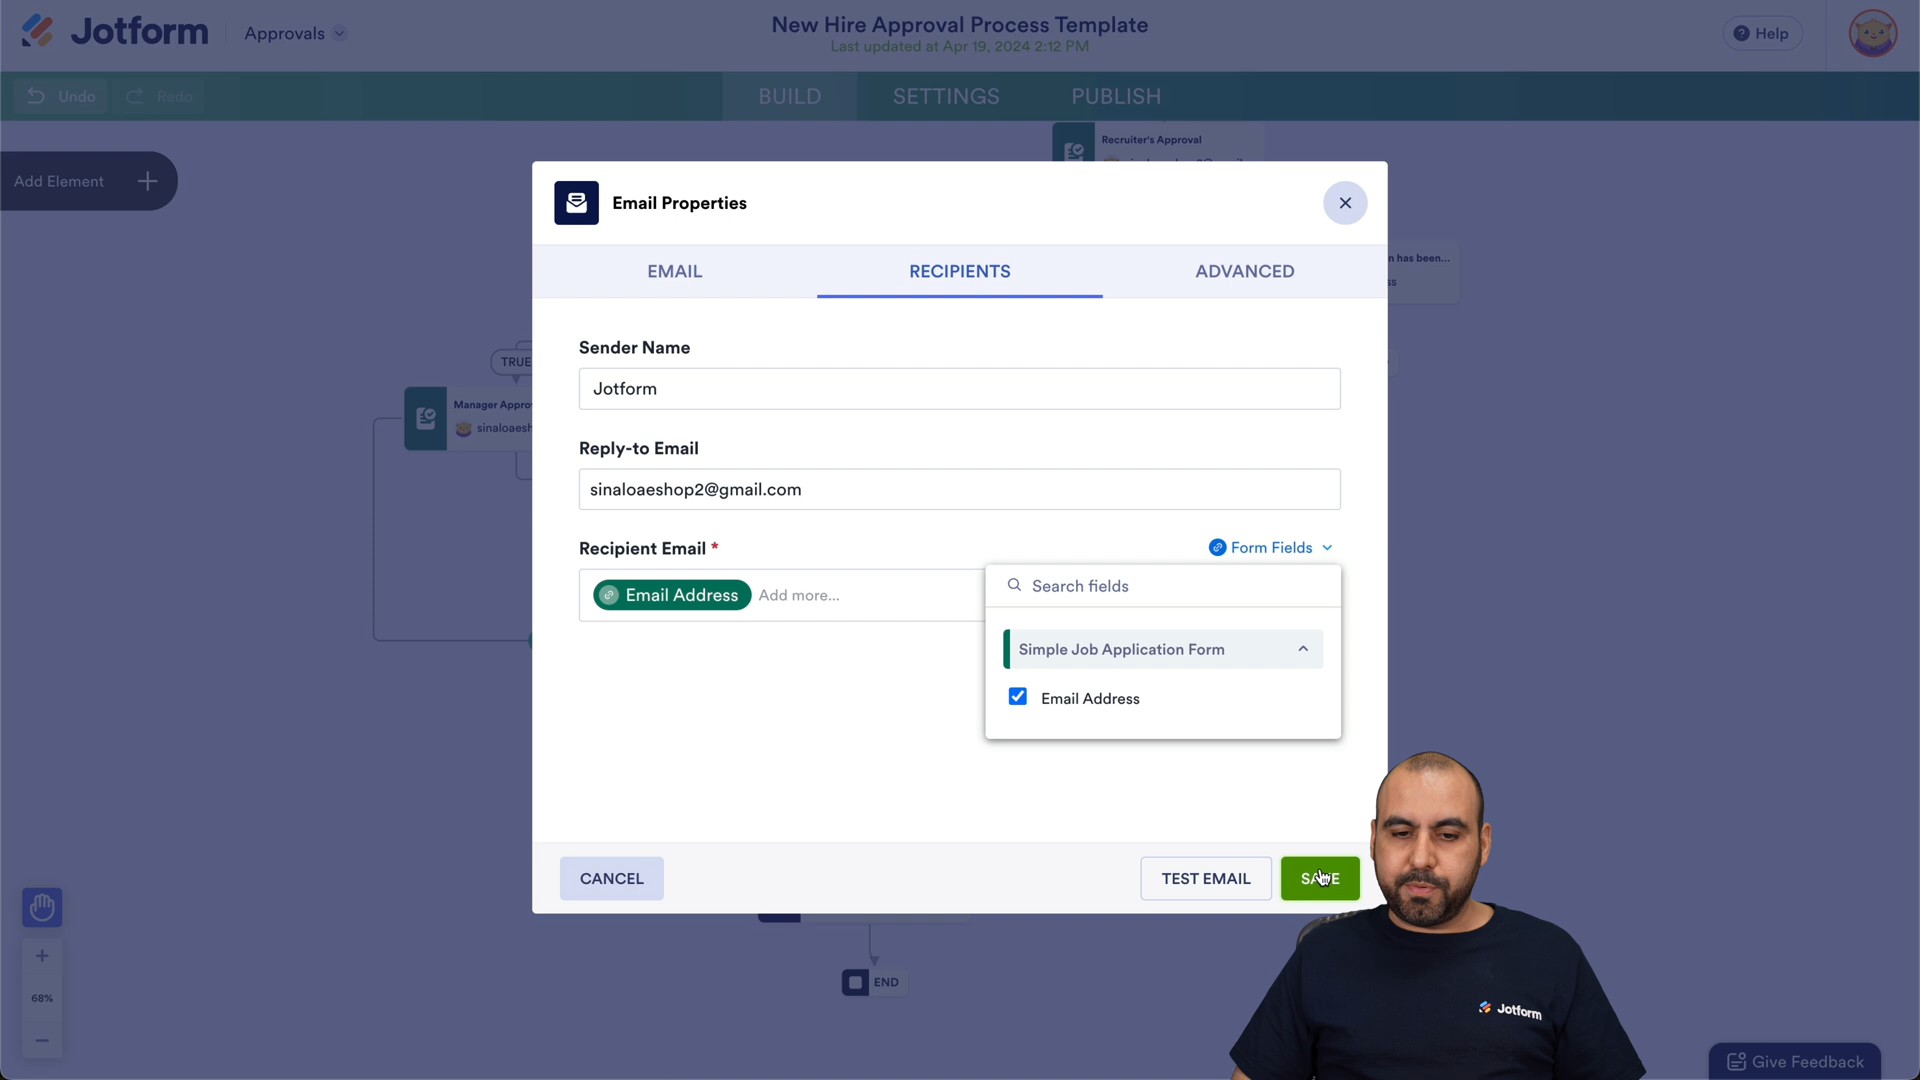 Jotform
Approvals
New Hire Approval Process Template
Last updated at Apr 19, 2024 2:12 PM
Help
Undo
Redo
BUILD
SETTINGS
PUBLISH
Recruiter's Approval
Add Element
Email Properties
EMAIL
RECIPIENTS
ADVANCED
n has been...
ss
TRUE
Sender Name
Jotform
Manager Appro
sinaloaesh
Reply-to Email
sinaloaeshop2@gmail.com
Recipient Email *
Form Fields
Email Address
Add more...
Search fields
Simple Job Application Form
Email Address
CANCEL
TEST EMAIL
SAVE
END
68%
Jotform
Give Feedback